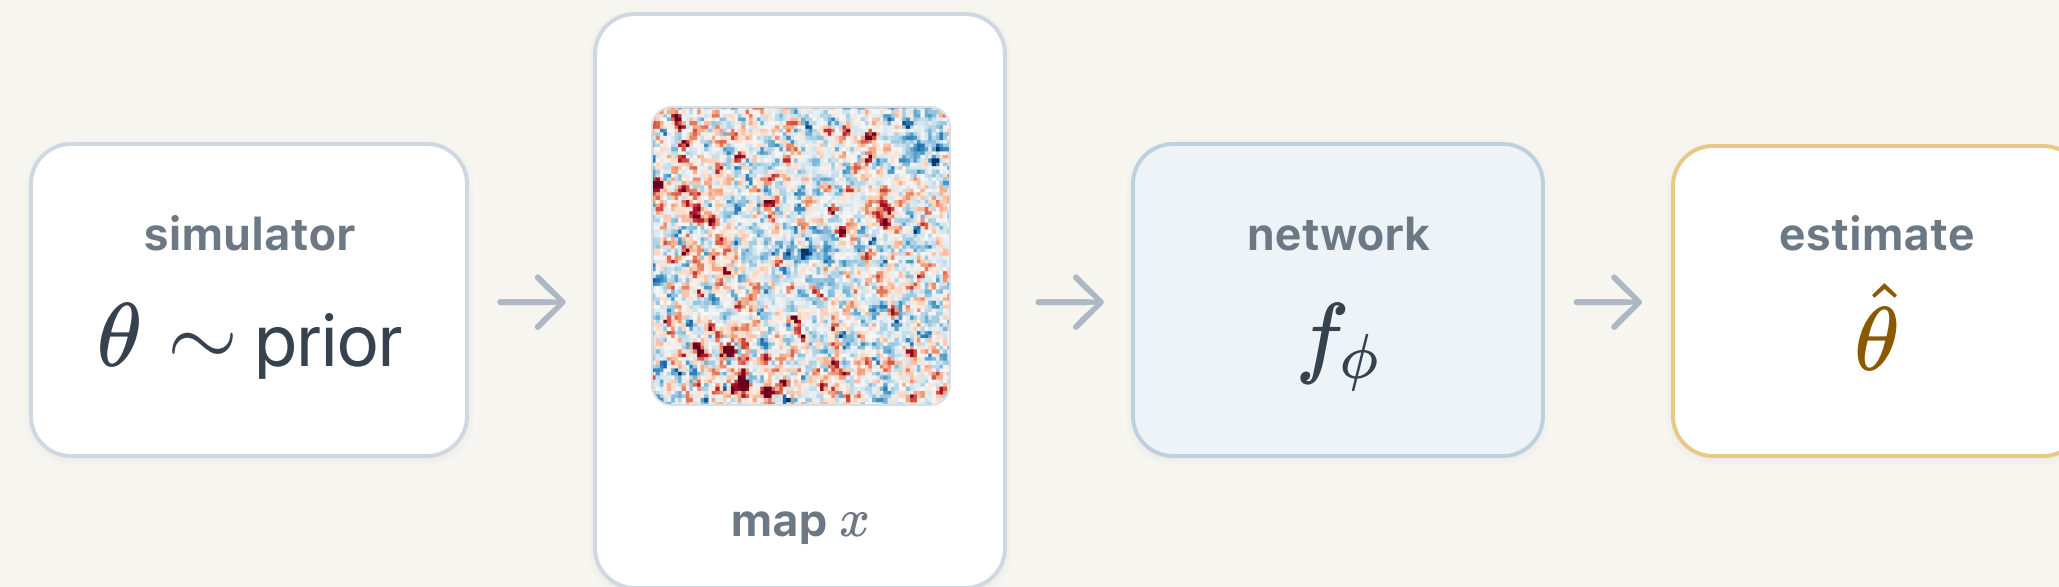 simulator
θ ∼ prior
map x
network
f_ϕ
estimate
θ̂